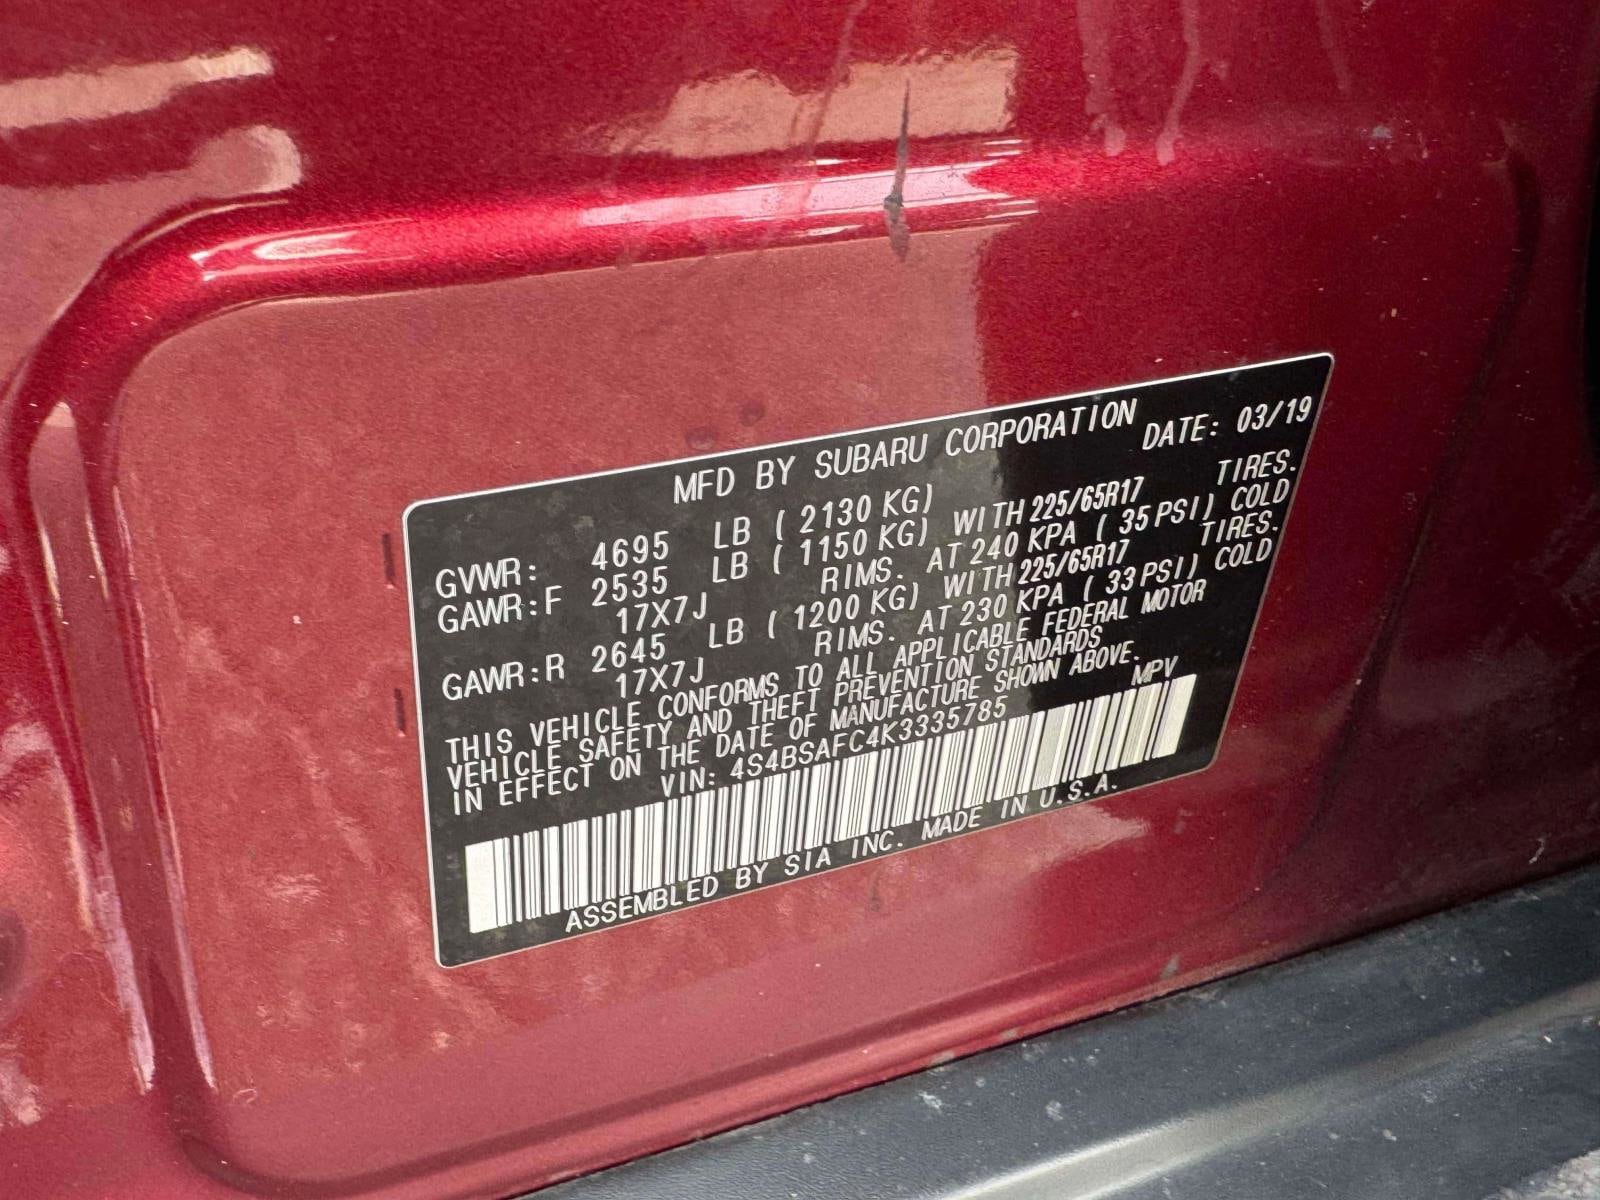 MFD BY SUBARU CORPORATION
DATE: 03/19
GVWR: 4695 LB (2130 KG)
GAWR:F 2535 LB (1150 KG) WITH 225/65R17 TIRES.
17X7J RIMS. AT 240 KPA (35 PSI) COLD
GAWR:R 2645 LB (1200 KG) WITH 225/65R17 TIRES.
17X7J RIMS. AT 230 KPA (33 PSI) COLD
THIS VEHICLE CONFORMS TO ALL APPLICABLE FEDERAL MOTOR
VEHICLE SAFETY AND THEFT PREVENTION STANDARDS
IN EFFECT ON THE DATE OF MANUFACTURE SHOWN ABOVE.
VIN: 4S4BSAFC4K3335785 MPV
ASSEMBLED BY SIA INC. MADE IN U.S.A.